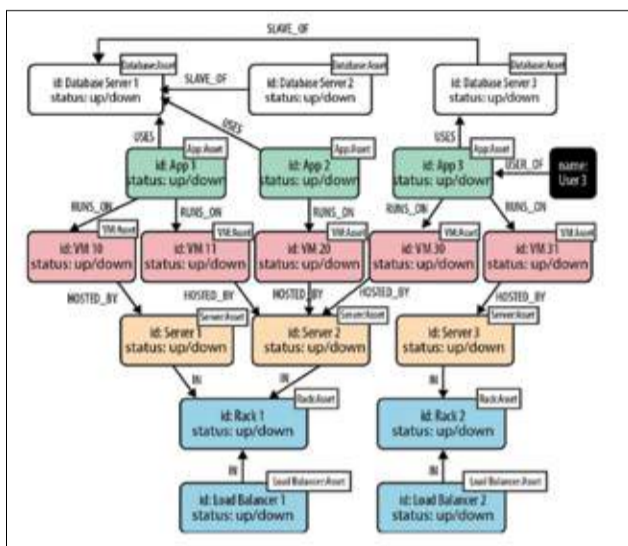 SLAVE_OF
Database:Asset
Database:Asset
Database:Asset
id: Database Server 1
status: up/down
SLAVE_OF
id: Database Server 2
status: up/down
id: Database Server 3
status: up/down
USES
USES
USES
App:Asset
App:Asset
App:Asset
id: App 1
status: up/down
id: App 2
status: up/down
id: App 3
status: up/down
USER_OF
name:
User 3
RUNS_ON
RUNS_ON
RUNS_ON
RUNS_ON
RUNS_ON
VM:Asset
VM:Asset
VM:Asset
VM:Asset
VM:Asset
id: VM 10
status: up/down
id: VM 11
status: up/down
id: VM 20
status: up/down
id: VM 30
status: up/down
id: VM 31
status: up/down
HOSTED_BY
HOSTED_BY
HOSTED_BY
HOSTED_BY
HOSTED_BY
Server:Asset
Server:Asset
Server:Asset
id: Server 1
status: up/down
id: Server 2
status: up/down
id: Server 3
status: up/down
IN
IN
IN
Rack:Asset
Rack:Asset
id: Rack 1
status: up/down
id: Rack 2
status: up/down
IN
IN
Load Balancer:Asset
Load Balancer:Asset
id: Load Balancer 1
status: up/down
id: Load Balancer 2
status: up/down